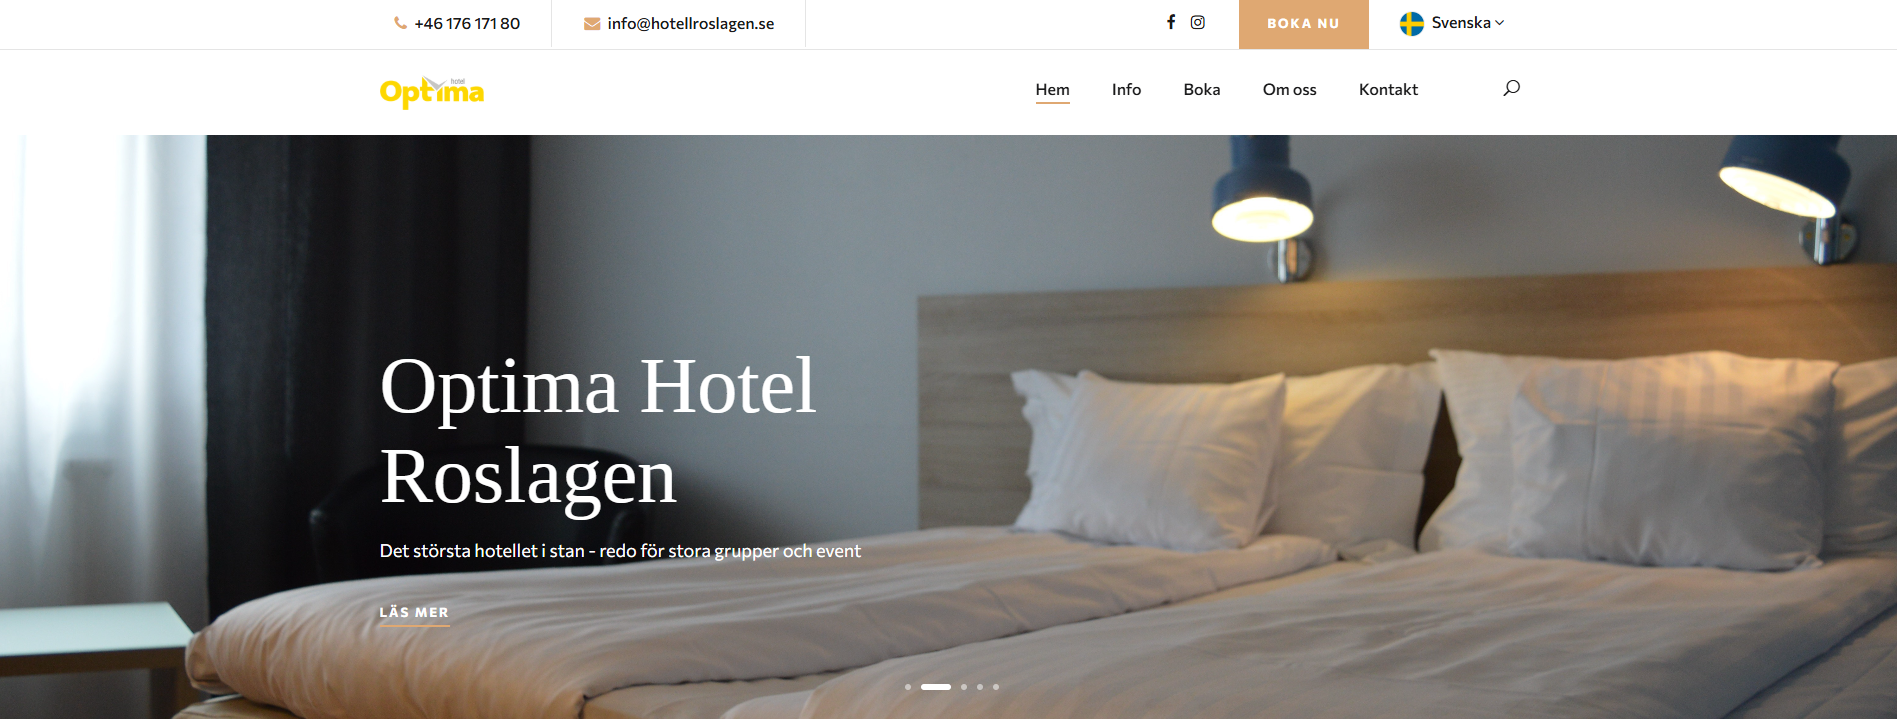 +46 176 171 80
info@hotellroslagen.se
BOKA NU
Svenska
Optima hotel
Hem
Info
Boka
Om oss
Kontakt
Optima Hotel
Roslagen
Det största hotellet i stan - redo för stora grupper och event
LÄS MER